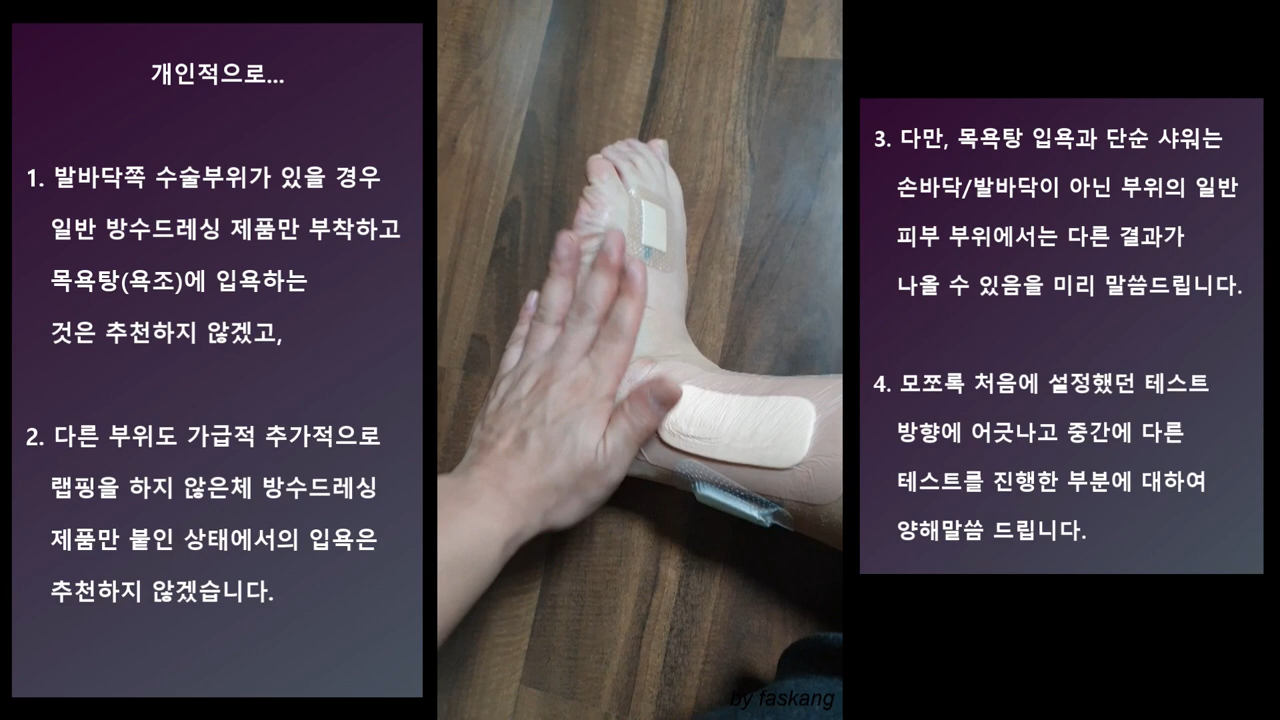 개인적으로...
1. 발바닥쪽 수술부위가 있을 경우
일반 방수드레싱 제품만 부착하고
목욕탕(욕조)에 입욕하는
것은 추천하지 않겠고,
2. 다른 부위도 가급적 추가적으로
랩핑을 하지 않은체 방수드레싱
제품만 붙인 상태에서의 입욕은
추천하지 않겠습니다.
3. 다만, 목욕탕 입욕과 단순 샤워는
손바닥/발바닥이 아닌 부위의 일반
피부 부위에서는 다른 결과가
나올 수 있음을 미리 말씀드립니다.
4. 모쪼록 처음에 설정했던 테스트
방향에 어긋나고 중간에 다른
테스트를 진행한 부분에 대하여
양해말씀 드립니다.
by faskang